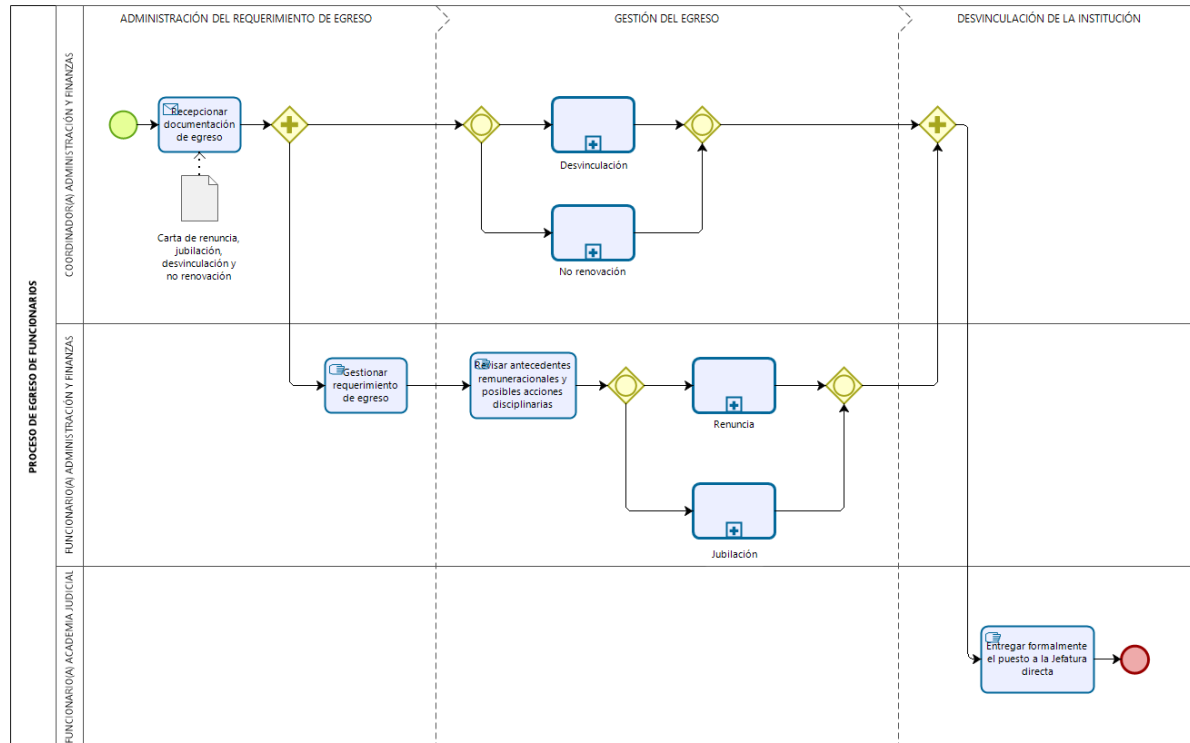 ADMINISTRACIÓN DEL REQUERIMIENTO DE EGRESO
GESTIÓN DEL EGRESO
DESVINCULACIÓN DE LA INSTITUCIÓN
PROCESO DE EGRESO DE FUNCIONARIOS
COORDINADOR(A) ADMINISTRACIÓN Y FINANZAS
Recepcionar
documentación
de egreso
Carta de renuncia,
jubilación,
desvinculación y
no renovación
Desvinculación
No renovación
FUNCIONARIO(A) ADMINISTRACIÓN Y FINANZAS
Gestionar
requerimiento
de egreso
Revisar antecedentes
remuneracionales y
posibles acciones
disciplinarias
Renuncia
Jubilación
FUNCIONARIO(A) ACADEMIA JUDICIAL
Entregar formalmente
el puesto a la Jefatura
directa